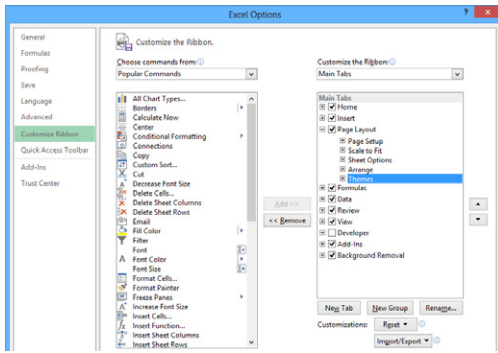 Excel Options
?
x
General
Formulas
Proofing
Save
Language
Advanced
Customize Ribbon
Quick Access Toolbar
Add-Ins
Trust Center
Customize the Ribbon.
Choose commands from:
Popular Commands
All Chart Types...
Borders
Calculate Now
Center
Conditional Formatting
Connections
Copy
Custom Sort...
Cut
Decrease Font Size
Delete Cells...
Delete Sheet Columns
Delete Sheet Rows
Email
Fill Color
Filter
Font
Font Color
Font Size
Format Cells...
Format Painter
Freeze Panes
Increase Font Size
Insert Cells...
Insert Function...
Insert Sheet Columns
Insert Sheet Rows
Add >>
<< Remove
Customize the Ribbon:
Main Tabs
Main Tabs
Home
Insert
Page Layout
Page Setup
Scale to Fit
Sheet Options
Arrange
Themes
Formulas
Data
Review
View
Developer
Add-Ins
Background Removal
New Tab
New Group
Rename...
Customizations:
Reset
Import/Export